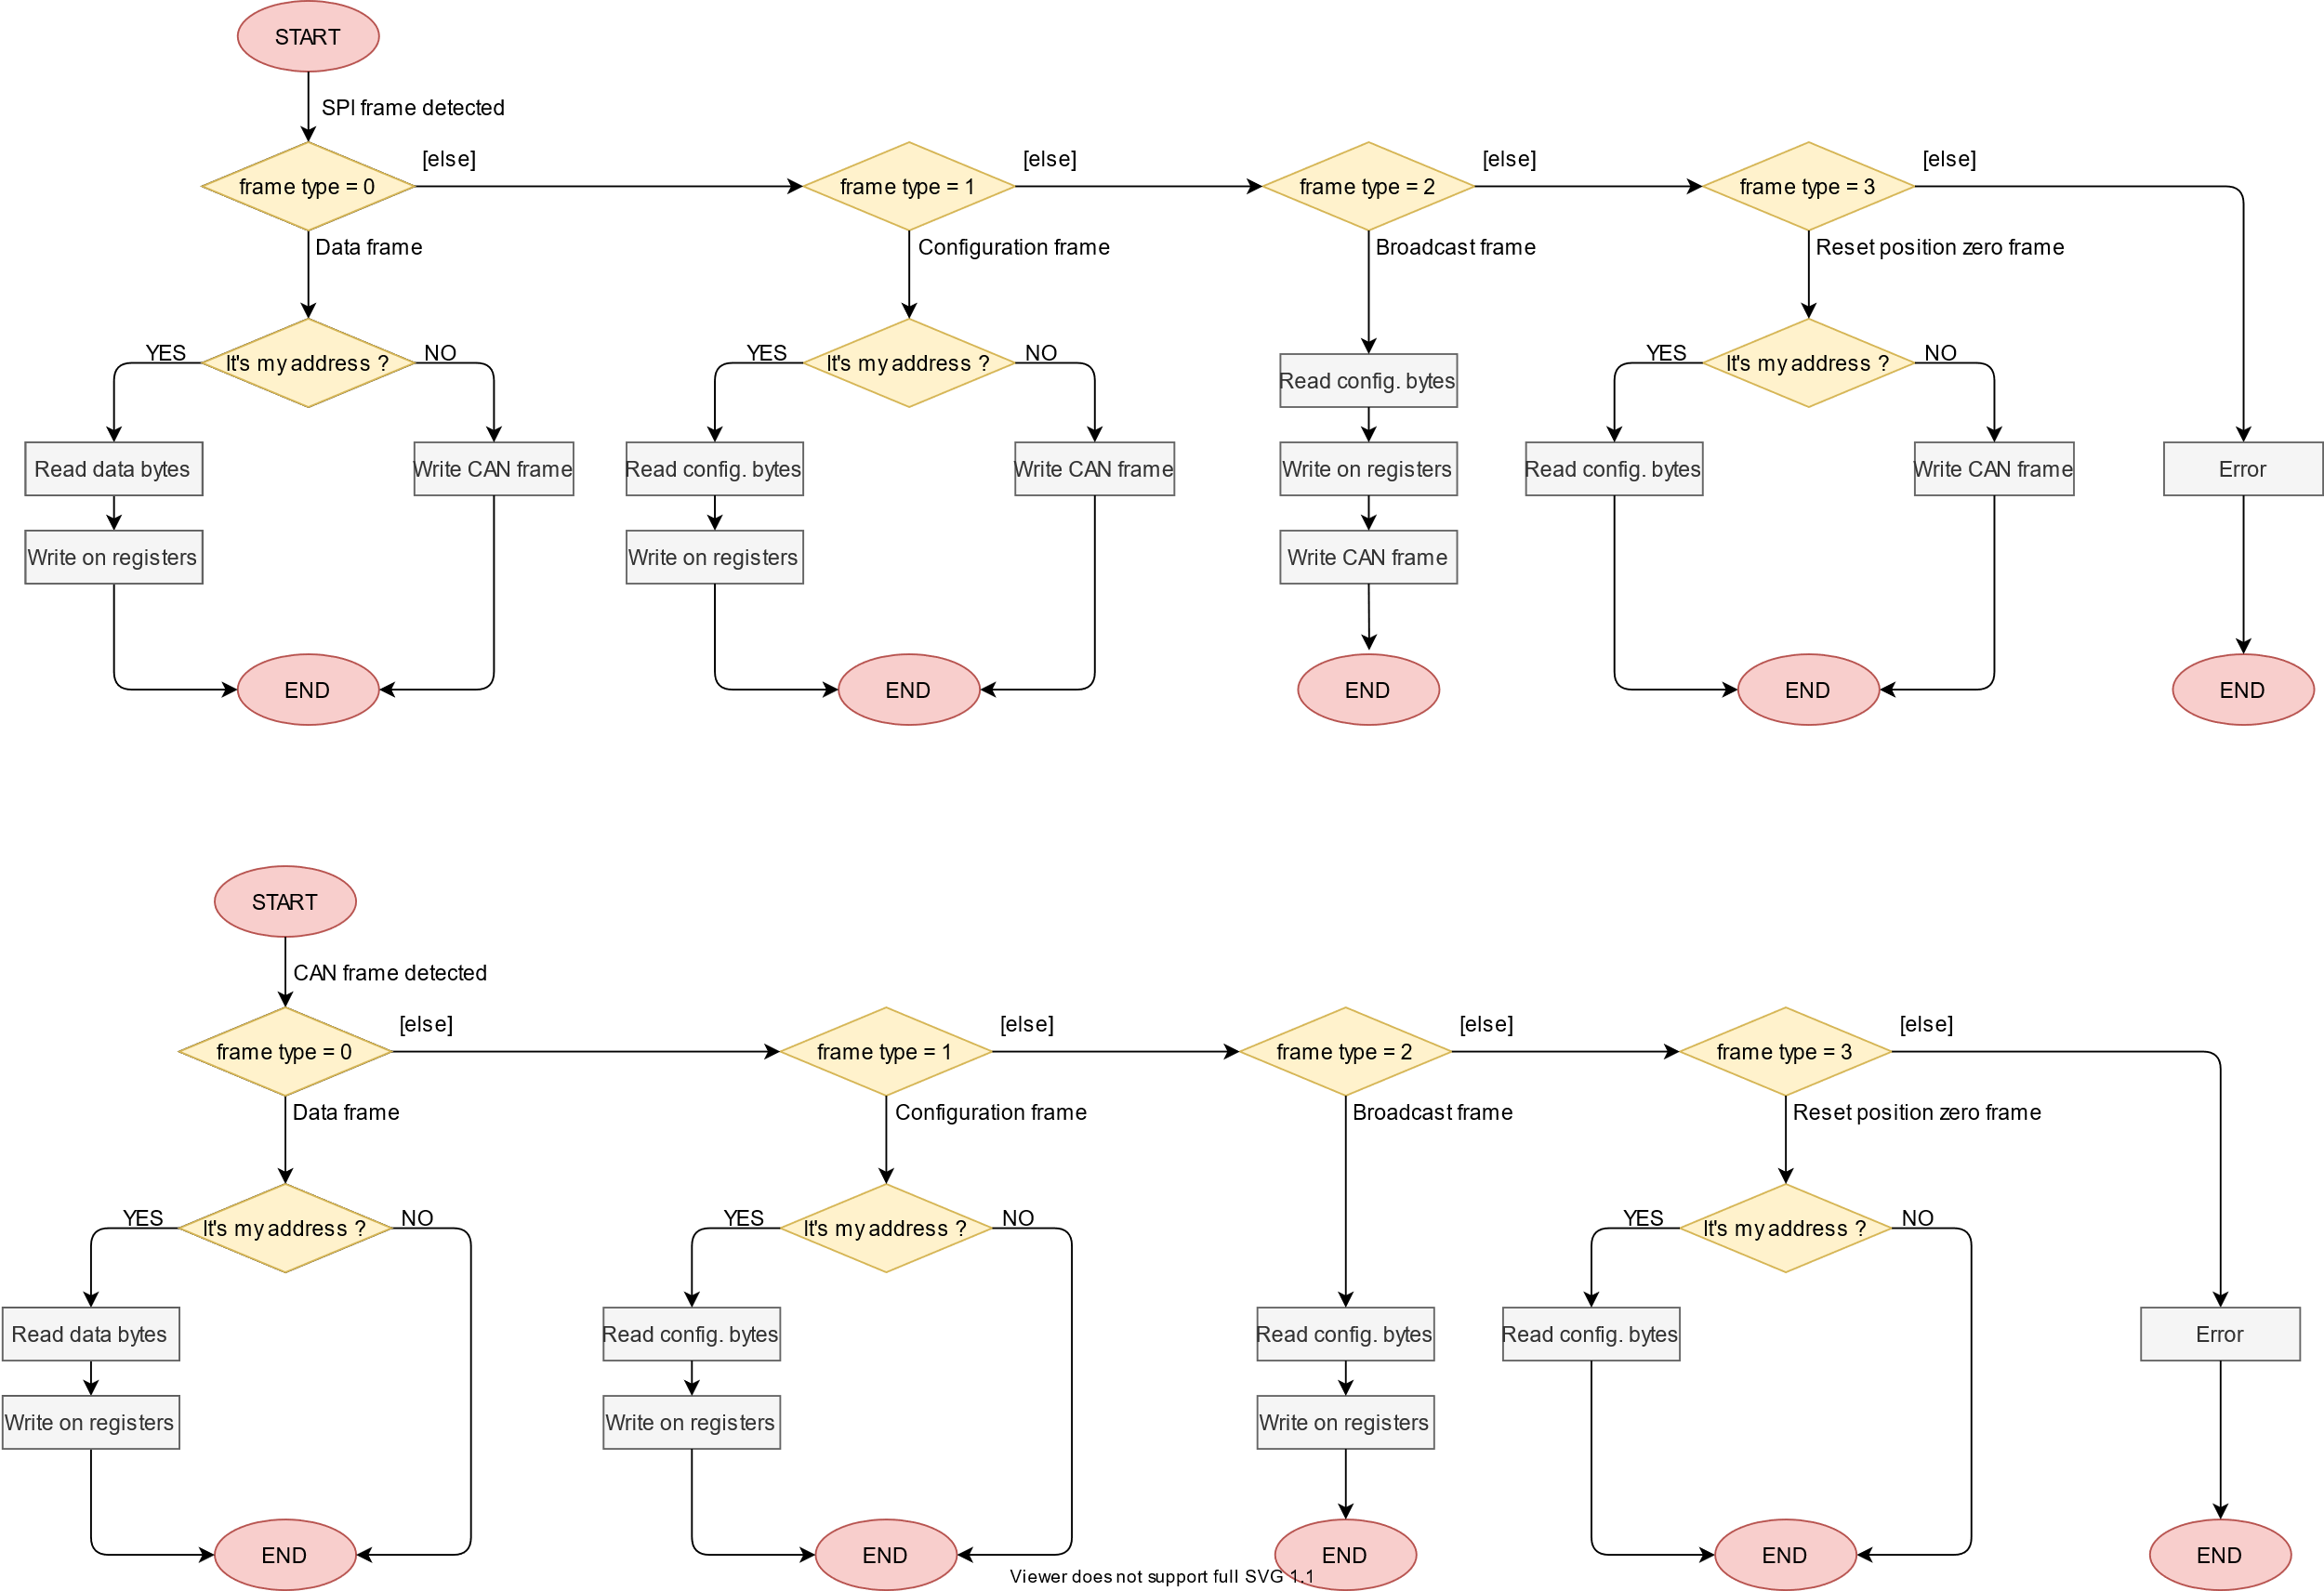 START
SPI frame detected
[else]
[else]
[else]
[else]
frame type = 0
frame type = 1
frame type = 2
frame type = 3
Data frame
Configuration frame
Broadcast frame
Reset position zero frame
YES
It's my address ?
NO
YES
It's my address ?
NO
YES
It's my address ?
NO
Read config. bytes
Read data bytes
Write CAN frame
Read config. bytes
Write CAN frame
Write on registers
Read config. bytes
Write CAN frame
Error
Write on registers
Write on registers
Write CAN frame
END
END
END
END
END
START
CAN frame detected
[else]
[else]
[else]
[else]
frame type = 0
frame type = 1
frame type = 2
frame type = 3
Data frame
Configuration frame
Broadcast frame
Reset position zero frame
YES
It's my address ?
NO
YES
It's my address ?
NO
YES
It's my address ?
NO
Read data bytes
Read config. bytes
Read config. bytes
Read config. bytes
Error
Write on registers
Write on registers
Write on registers
END
END
END
END
END
Viewer does not support full SVG 1.1